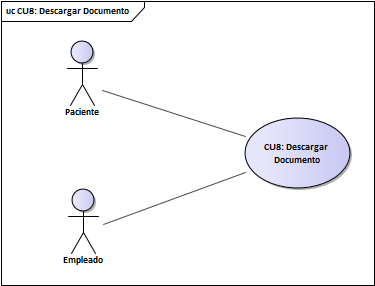 uc CU8: Descargar Documento
Paciente
CU8: Descargar
Documento
Empleado